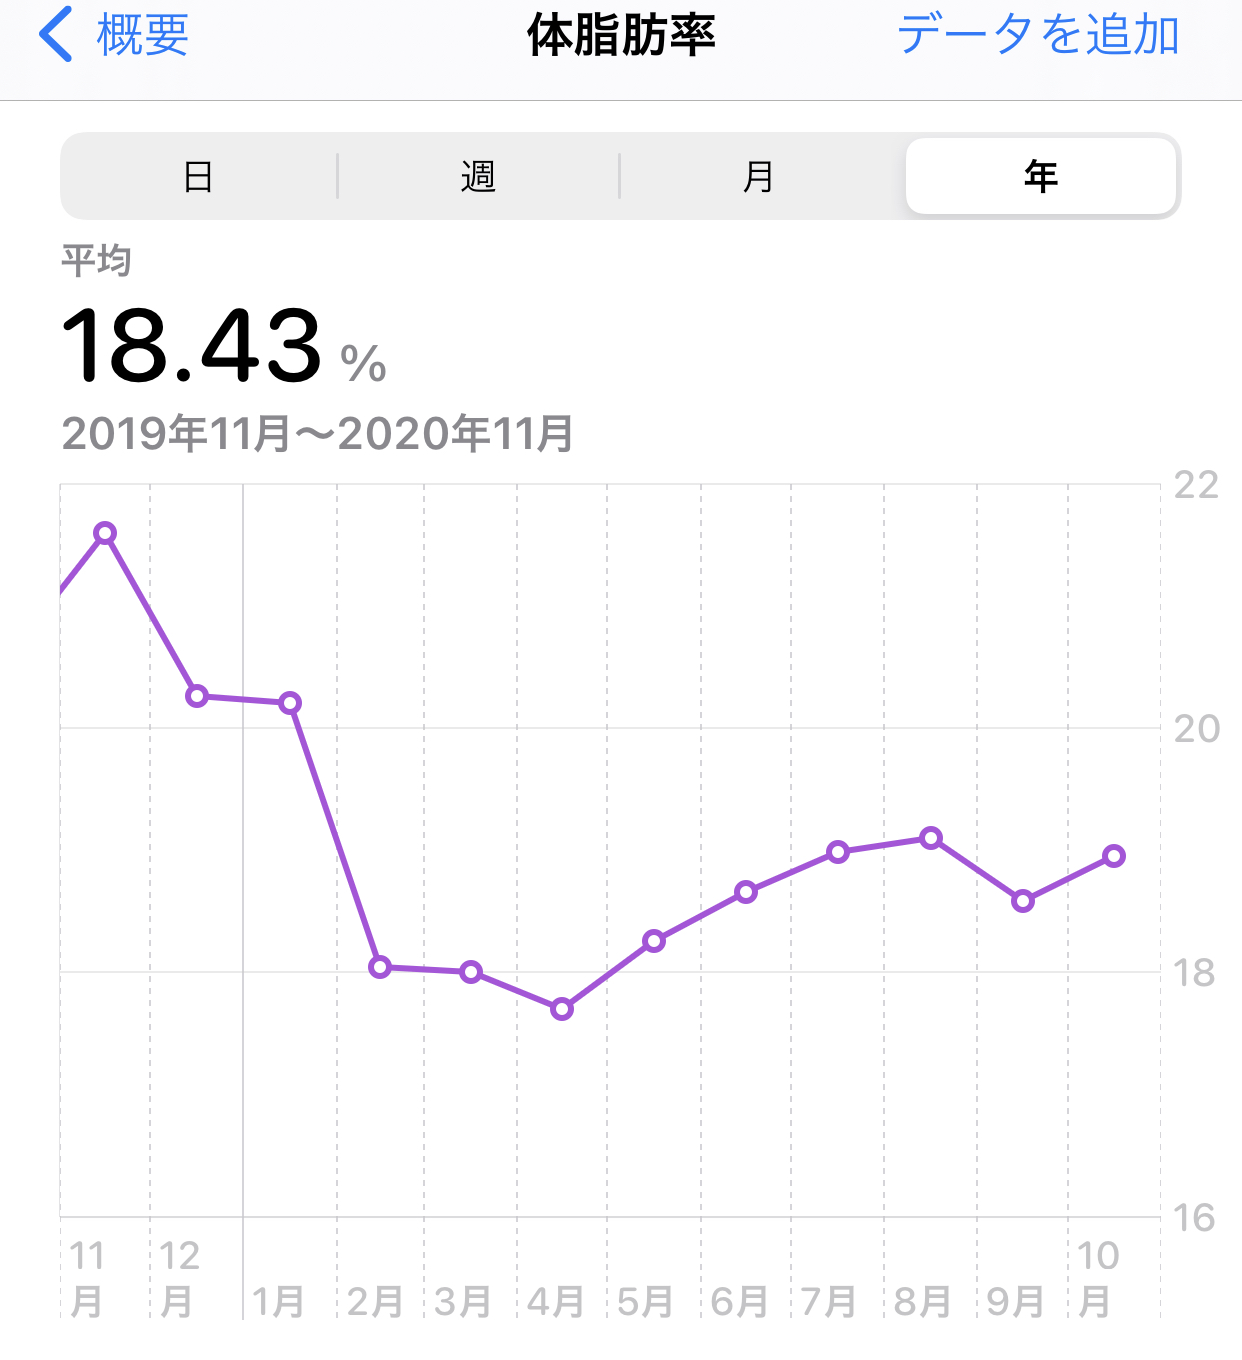 概要 体脂肪率 データを追加
日 週 月 年
平均
18.43 %
2019年11月〜2020年11月
22
20
18
16
11月 12月 1月 2月 3月 4月 5月 6月 7月 8月 9月 10月